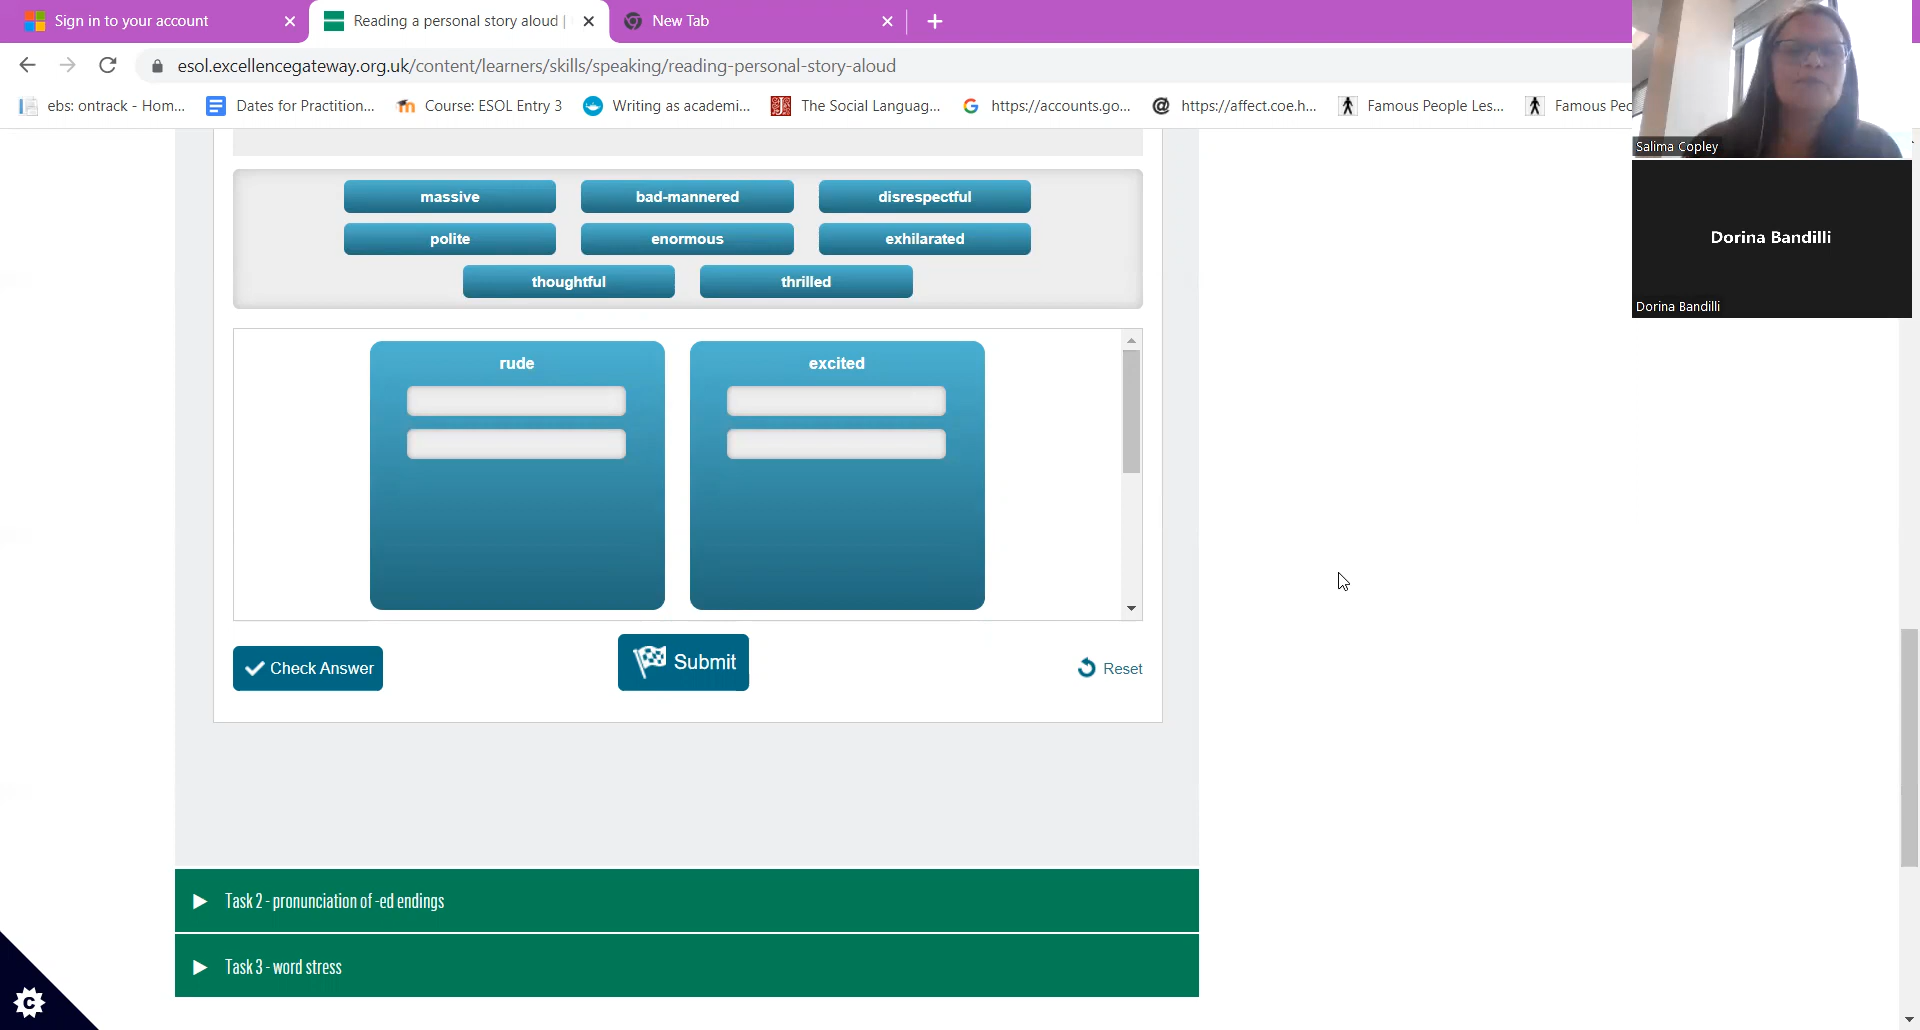 Sign in to your account
Reading a personal story aloud |
New Tab
esol.excellencegateway.org.uk/content/learners/skills/speaking/reading-personal-story-aloud
ebs: ontrack - Hom...
Dates for Practition...
Course: ESOL Entry 3
Writing as academi...
The Social Languag...
https://accounts.go...
https://affect.coe.h...
Famous People Les...
Famous Peo
Salima Copley
Dorina Bandilli
Dorina Bandilli
massive
bad-mannered
disrespectful
polite
enormous
exhilarated
thoughtful
thrilled
rude
excited
Check Answer
Submit
Reset
Task 2 - pronunciation of -ed endings
Task 3 - word stress